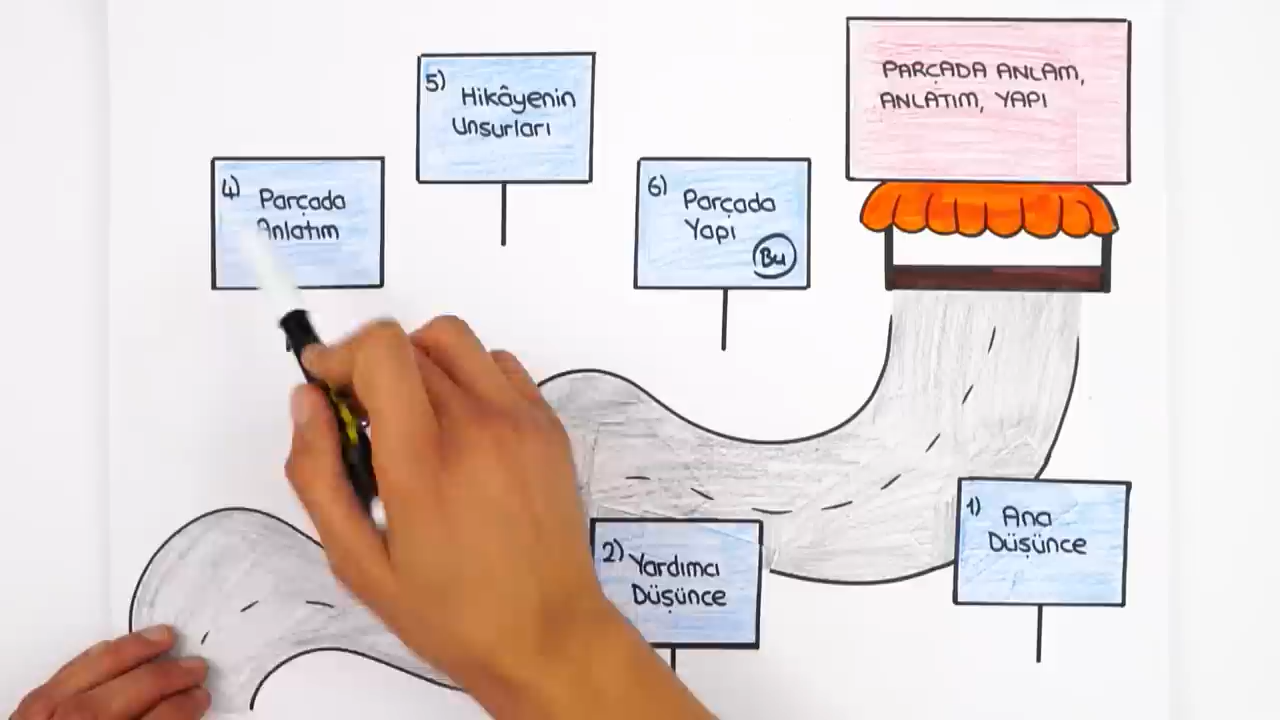 5) Hikâyenin
Unsurları
PARÇADA ANLAM,
ANLATIM, YAPI
4) Parçada
Anlatım
6) Parçada
Yapı
Bu
1) Ana
Düşünce
2) Yardımcı
Düşünce